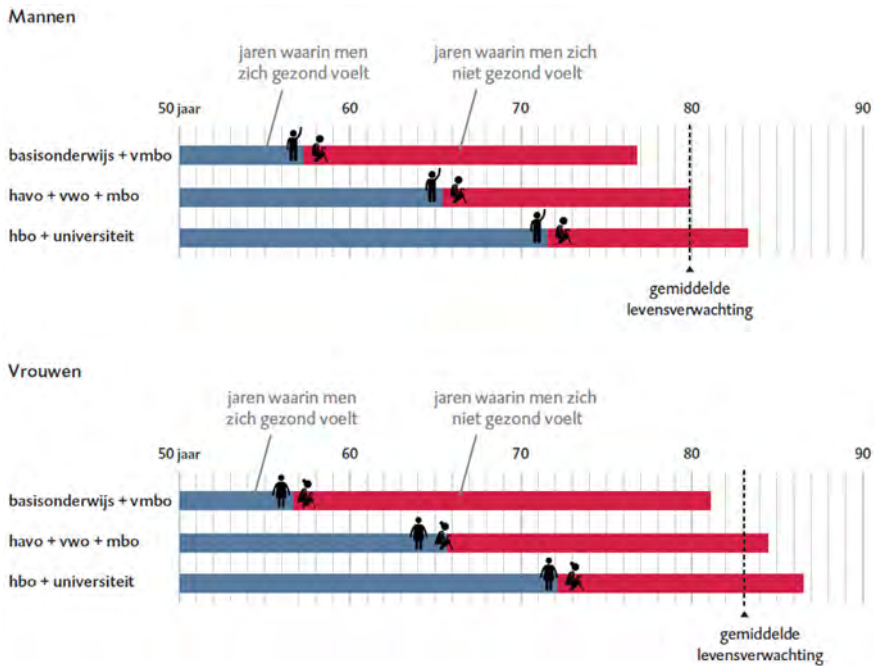 Mannen
jaren waarin men
zich gezond voelt
jaren waarin men zich
niet gezond voelt
50 jaar 60 70 80 90
basisonderwijs + vmbo
havo + vwo + mbo
hbo + universiteit
gemiddelde
levensverwachting
Vrouwen
jaren waarin men
zich gezond voelt
jaren waarin men zich
niet gezond voelt
50 jaar 60 70 80 90
basisonderwijs + vmbo
havo + vwo + mbo
hbo + universiteit
gemiddelde
levensverwachting